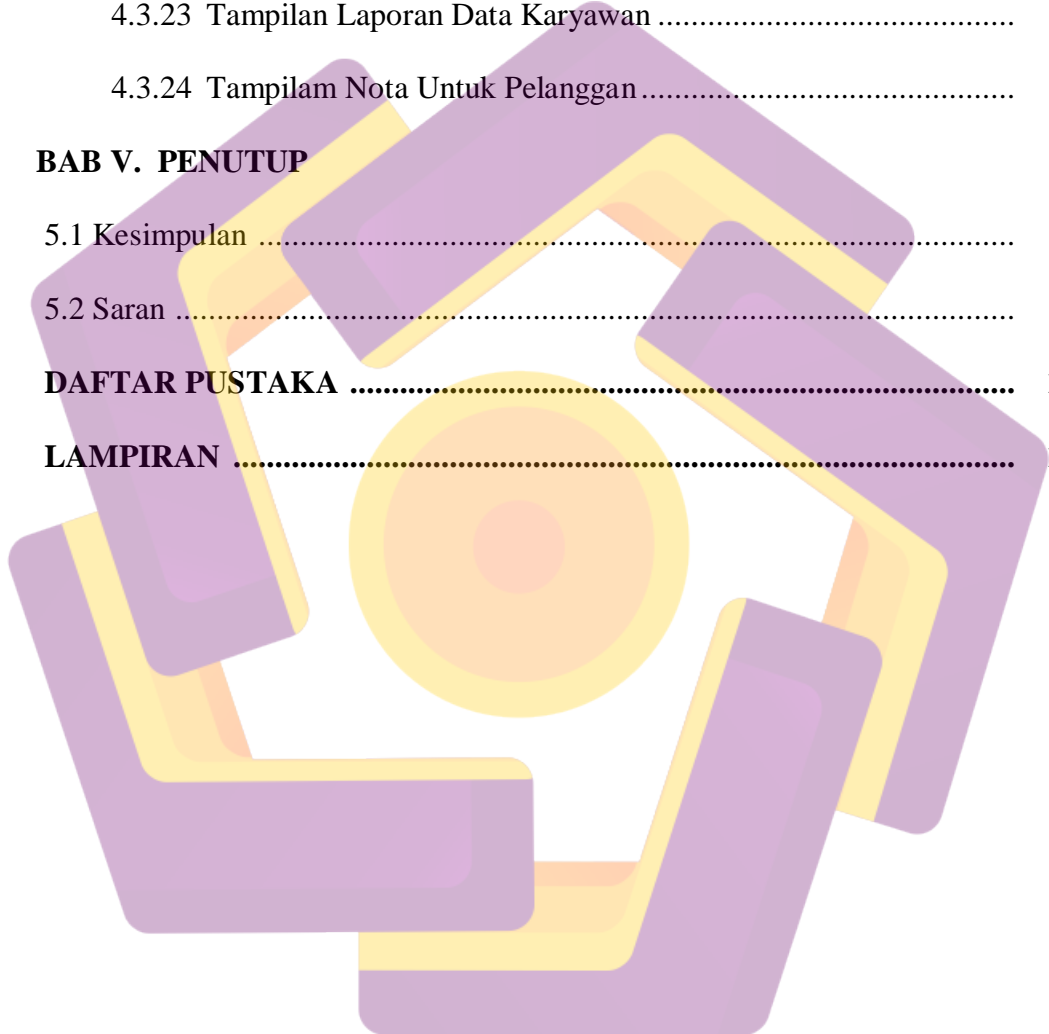 4.3.23 Tampilan Laporan Data Karyawan ...........................................
4.3.24 Tampilam Nota Untuk Pelanggan .............................................
BAB V. PENUTUP
5.1 Kesimpulan ...........................................................................................
5.2 Saran .....................................................................................................
DAFTAR PUSTAKA ................................................................................
LAMPIRAN ..............................................................................................